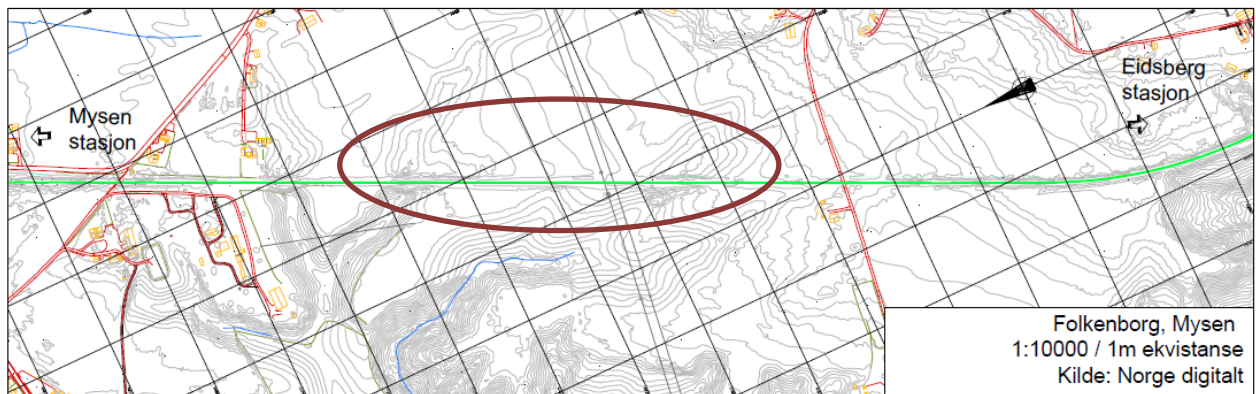 Mysen
stasjon
Eidsberg
stasjon
Folkenborg, Mysen
1:10000 / 1m ekvistanse
Kilde: Norge digitalt